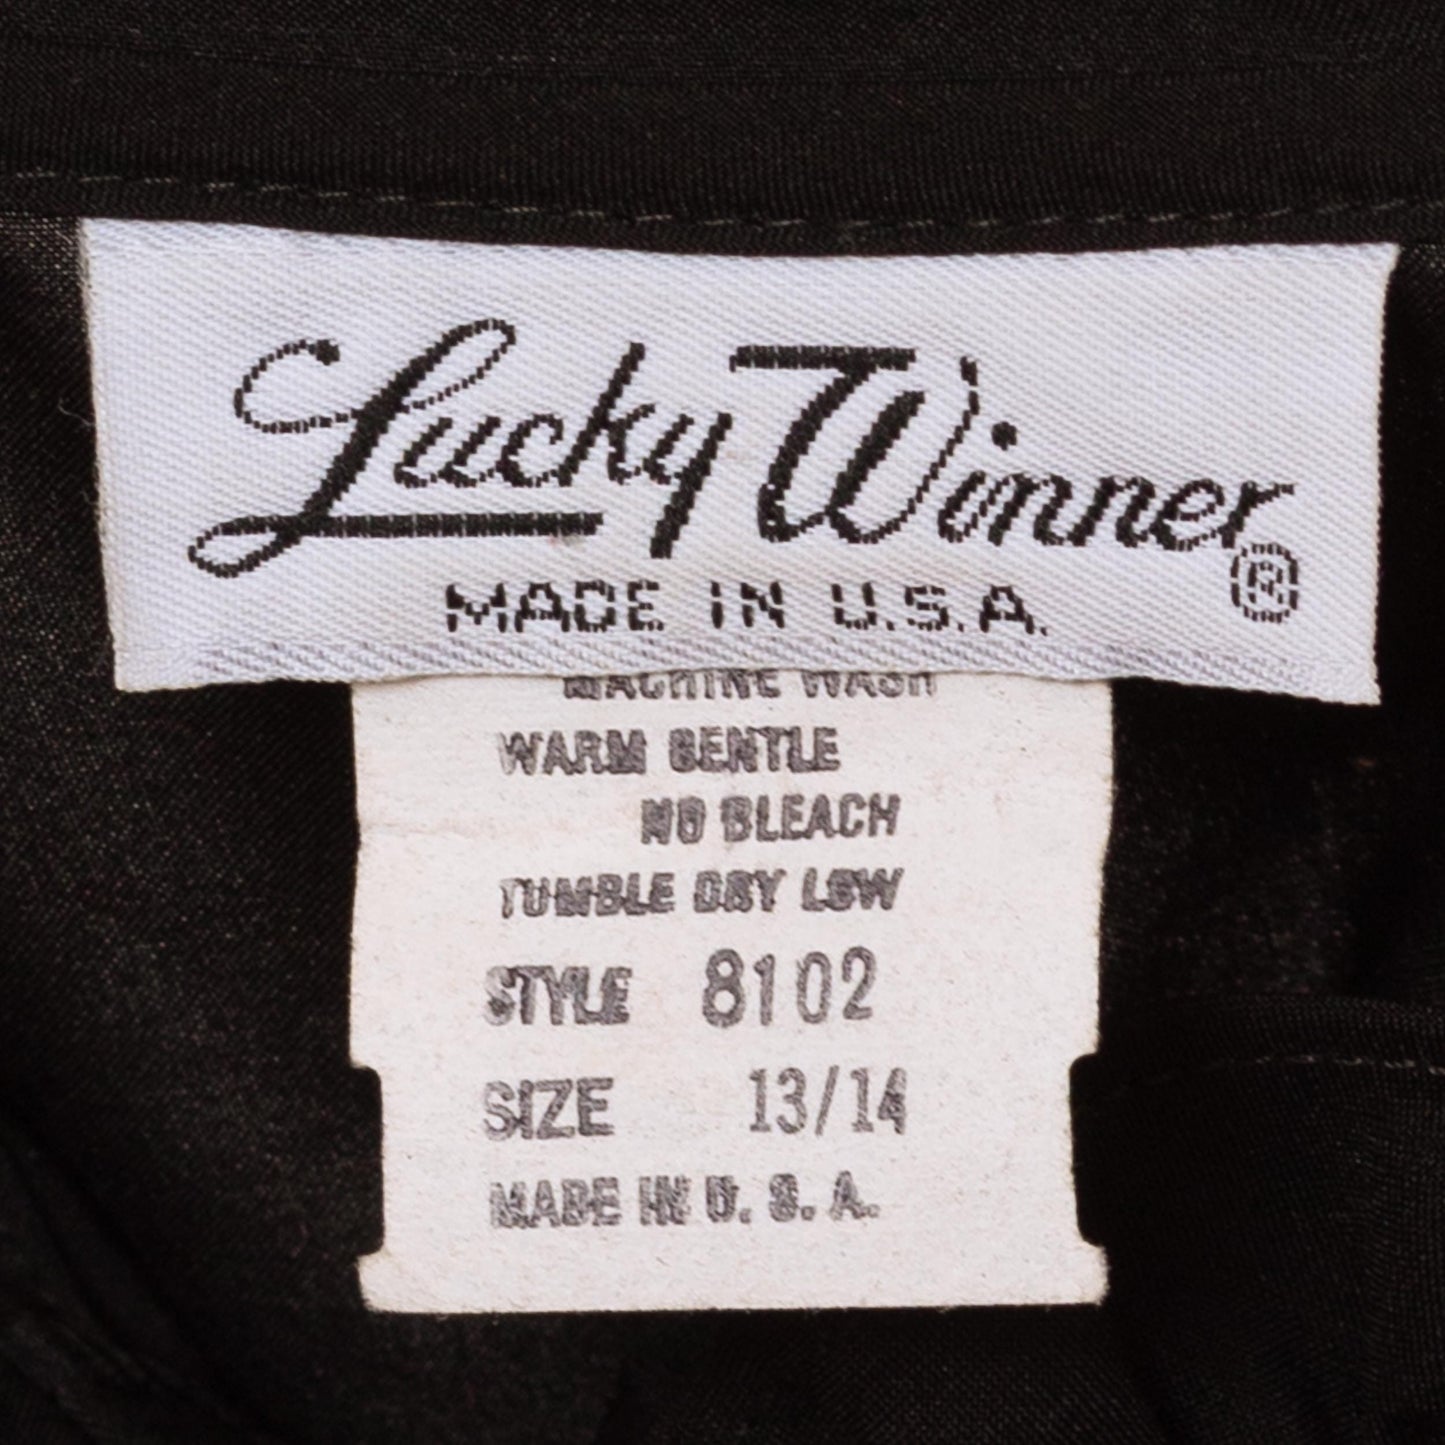 Lucky Winner®
MADE IN U.S.A.
MACHINE WASH
WARM GENTLE
NO BLEACH
TUMBLE DRY LOW
STYLE 8102
SIZE 13/14
MADE IN U. S. A.